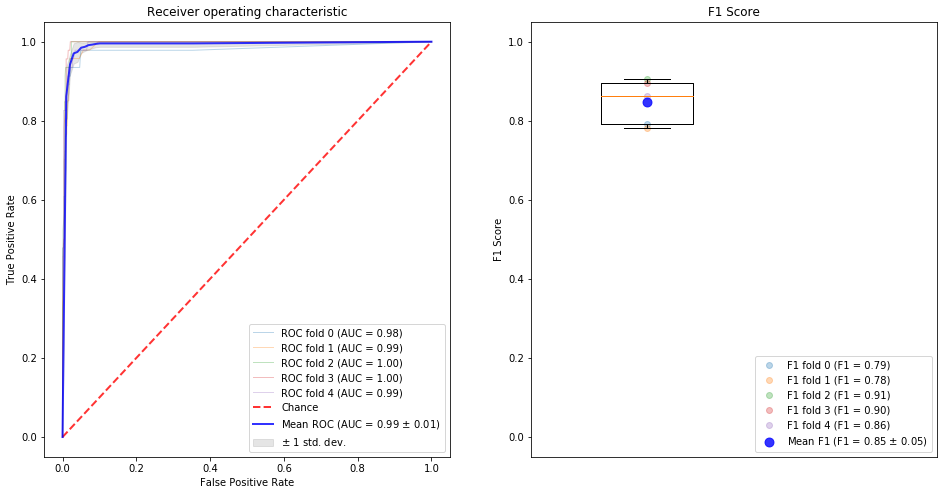 Receiver operating characteristic
1.0
0.8
0.6
0.4
0.2
0.0
True Positive Rate
0.0 0.2 0.4 0.6 0.8 1.0
False Positive Rate
ROC fold 0 (AUC = 0.98)
ROC fold 1 (AUC = 0.99)
ROC fold 2 (AUC = 1.00)
ROC fold 3 (AUC = 1.00)
ROC fold 4 (AUC = 0.99)
Chance
Mean ROC (AUC = 0.99 ± 0.01)
± 1 std. dev.
F1 Score
1.0
0.8
0.6
0.4
0.2
0.0
F1 Score
F1 fold 0 (F1 = 0.79)
F1 fold 1 (F1 = 0.78)
F1 fold 2 (F1 = 0.91)
F1 fold 3 (F1 = 0.90)
F1 fold 4 (F1 = 0.86)
Mean F1 (F1 = 0.85 ± 0.05)